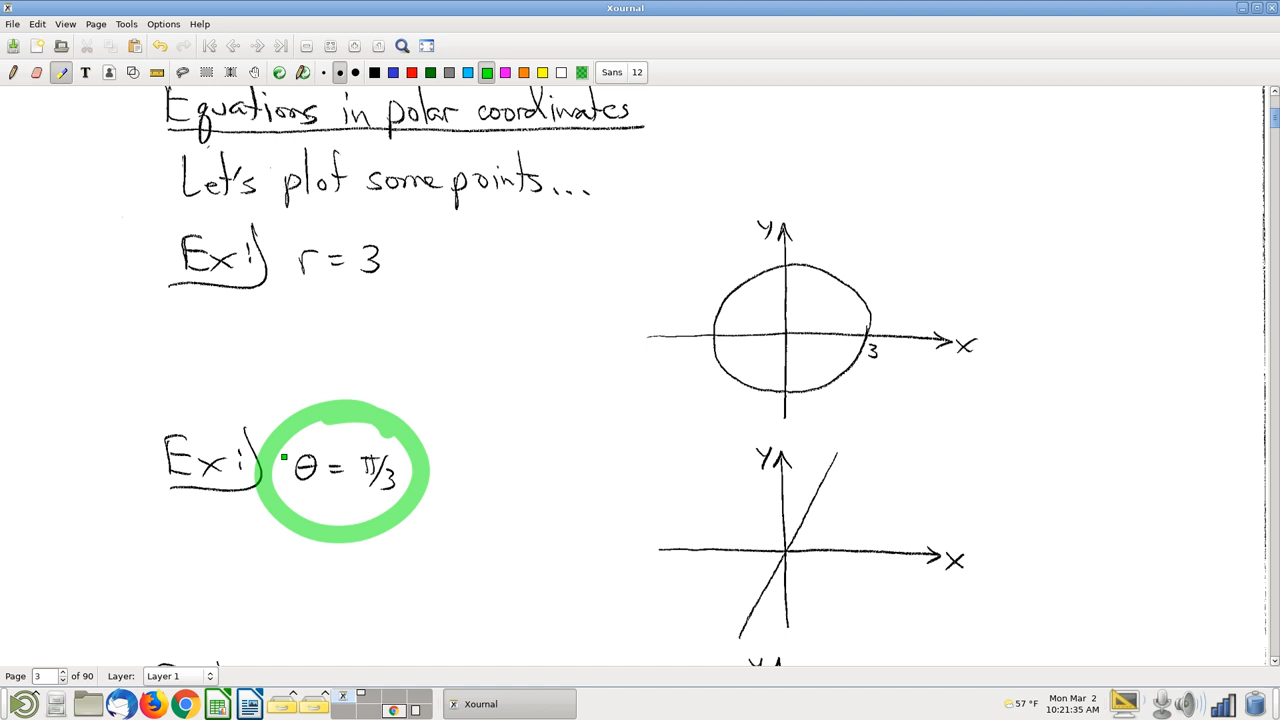 Xournal
File Edit View Page Tools Options Help
Sans 12
Equations in polar coordinates
Let's plot some points...
Ex:) r = 3
y
x
3
Ex:) θ = π/3
y
x
y
Page 3 of 90 Layer: Layer 1
Xournal
57 °F
Mon Mar 2
10:21:35 AM